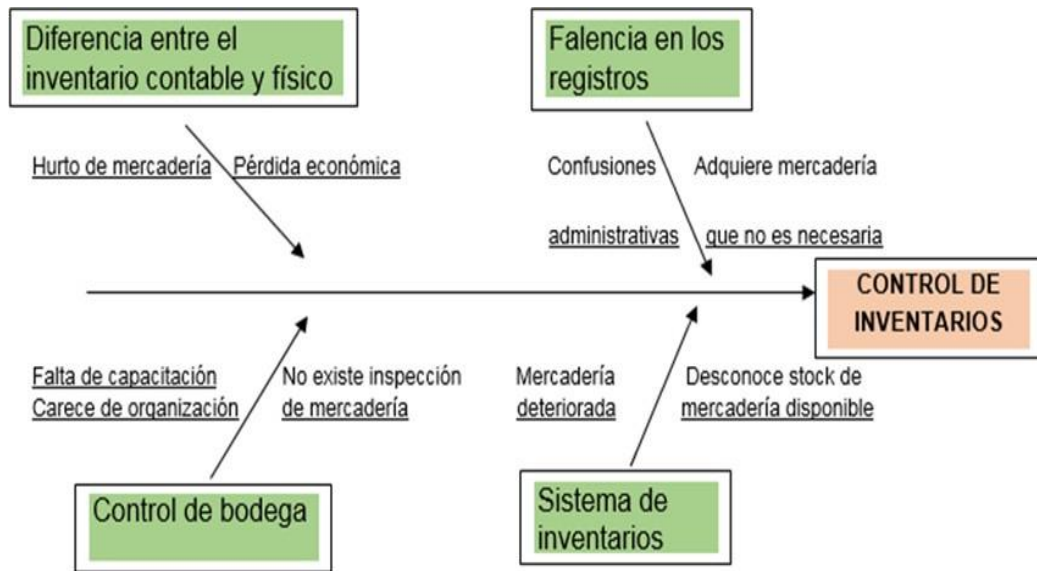 Diferencia entre el
inventario contable y físico
Falencia en los
registros
Hurto de mercadería
Pérdida económica
Confusiones
administrativas
Adquiere mercadería
que no es necesaria
CONTROL DE
INVENTARIOS
Falta de capacitación
Carece de organización
No existe inspección
de mercadería
Mercadería
deteriorada
Desconoce stock de
mercadería disponible
Control de bodega
Sistema de
inventarios